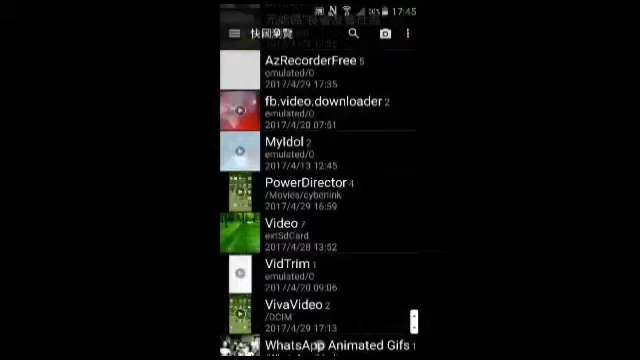 36%
17:45
快圖瀏覽
AzRecorderFree 5
emulated/0
2017/4/29 17:35
fb.video.downloader 2
emulated/0
2017/4/20 07:51
MyIdol 2
emulated/0
2017/4/13 12:45
PowerDirector 4
/Movies/cyberlink
2017/4/29 16:59
Video 7
extSdCard
2017/4/28 13:52
VidTrim 1
emulated/0
2017/4/20 09:06
VivaVideo 2
/DCIM
2017/4/29 17:13
WhatsApp Animated Gifs 1